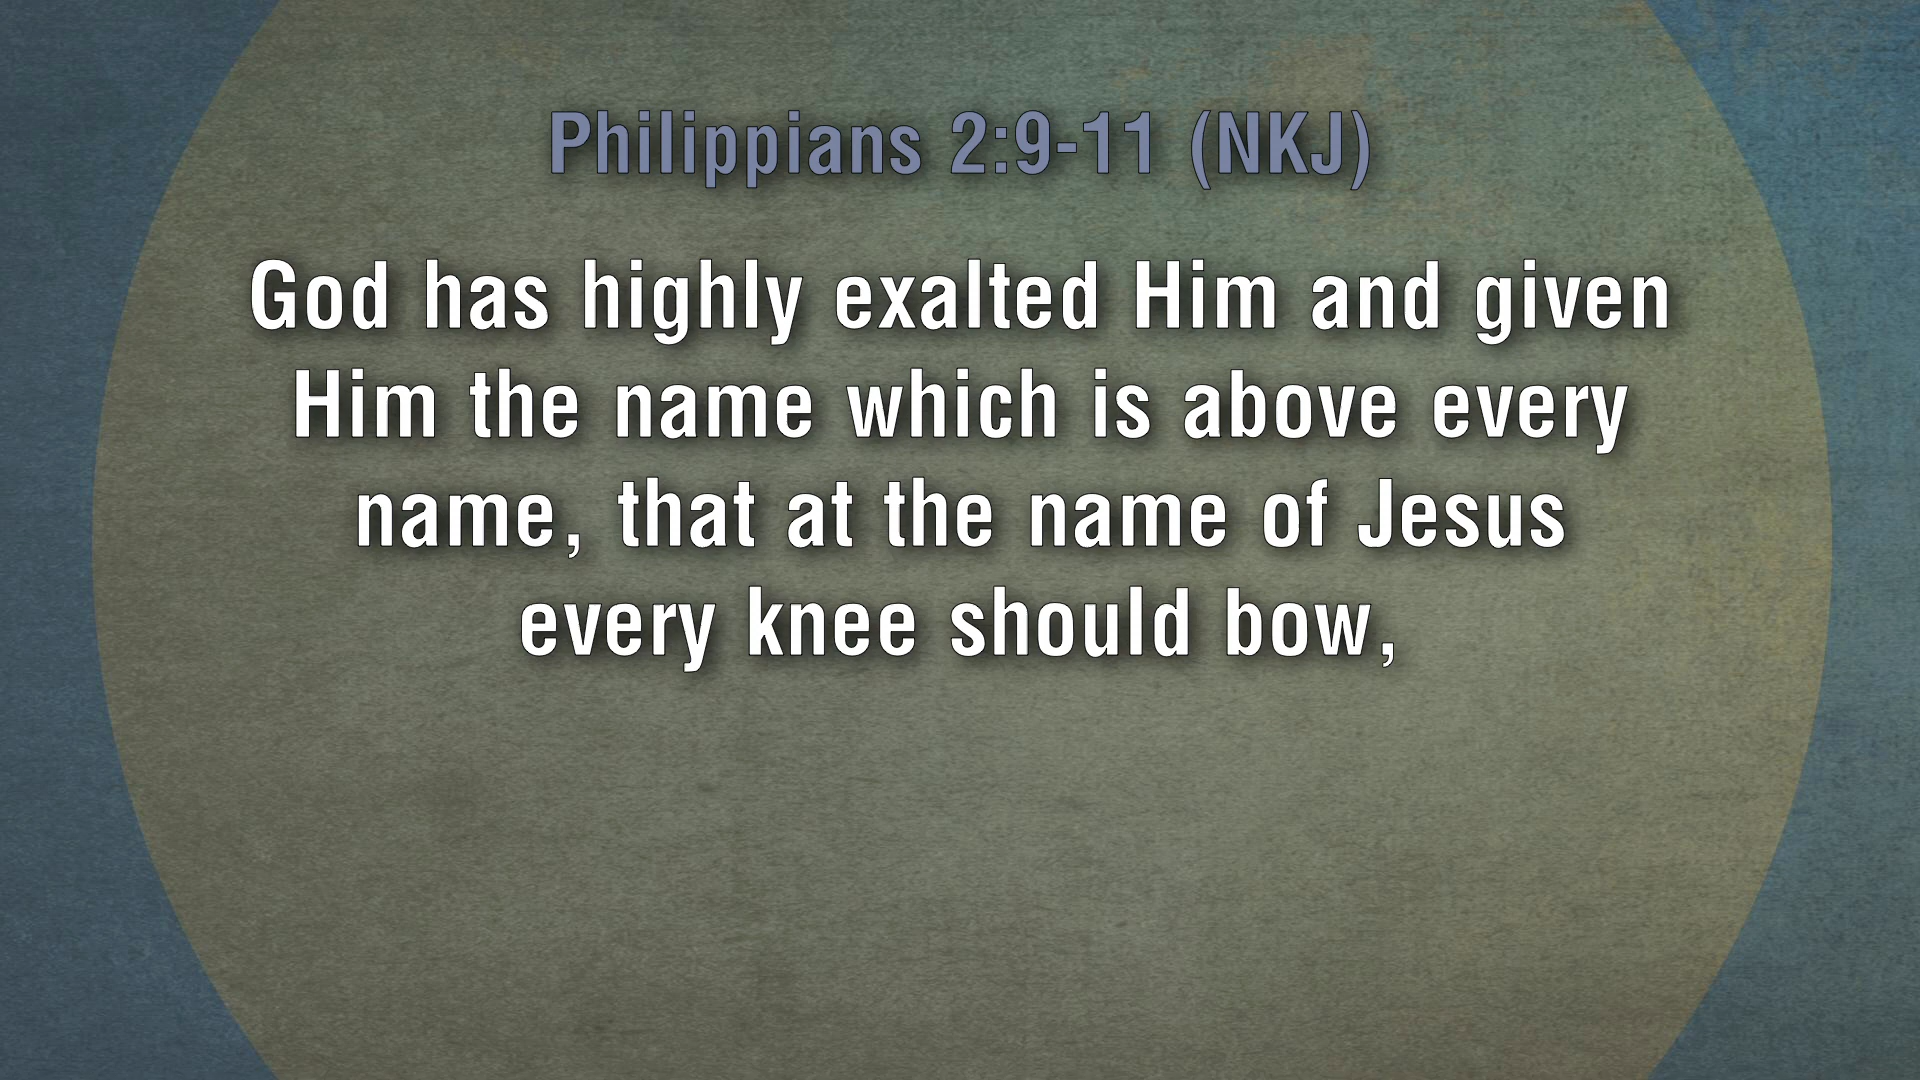 Philippians 2:9-11 (NKJ)
God has highly exalted Him and given
Him the name which is above every
name, that at the name of Jesus
every knee should bow,